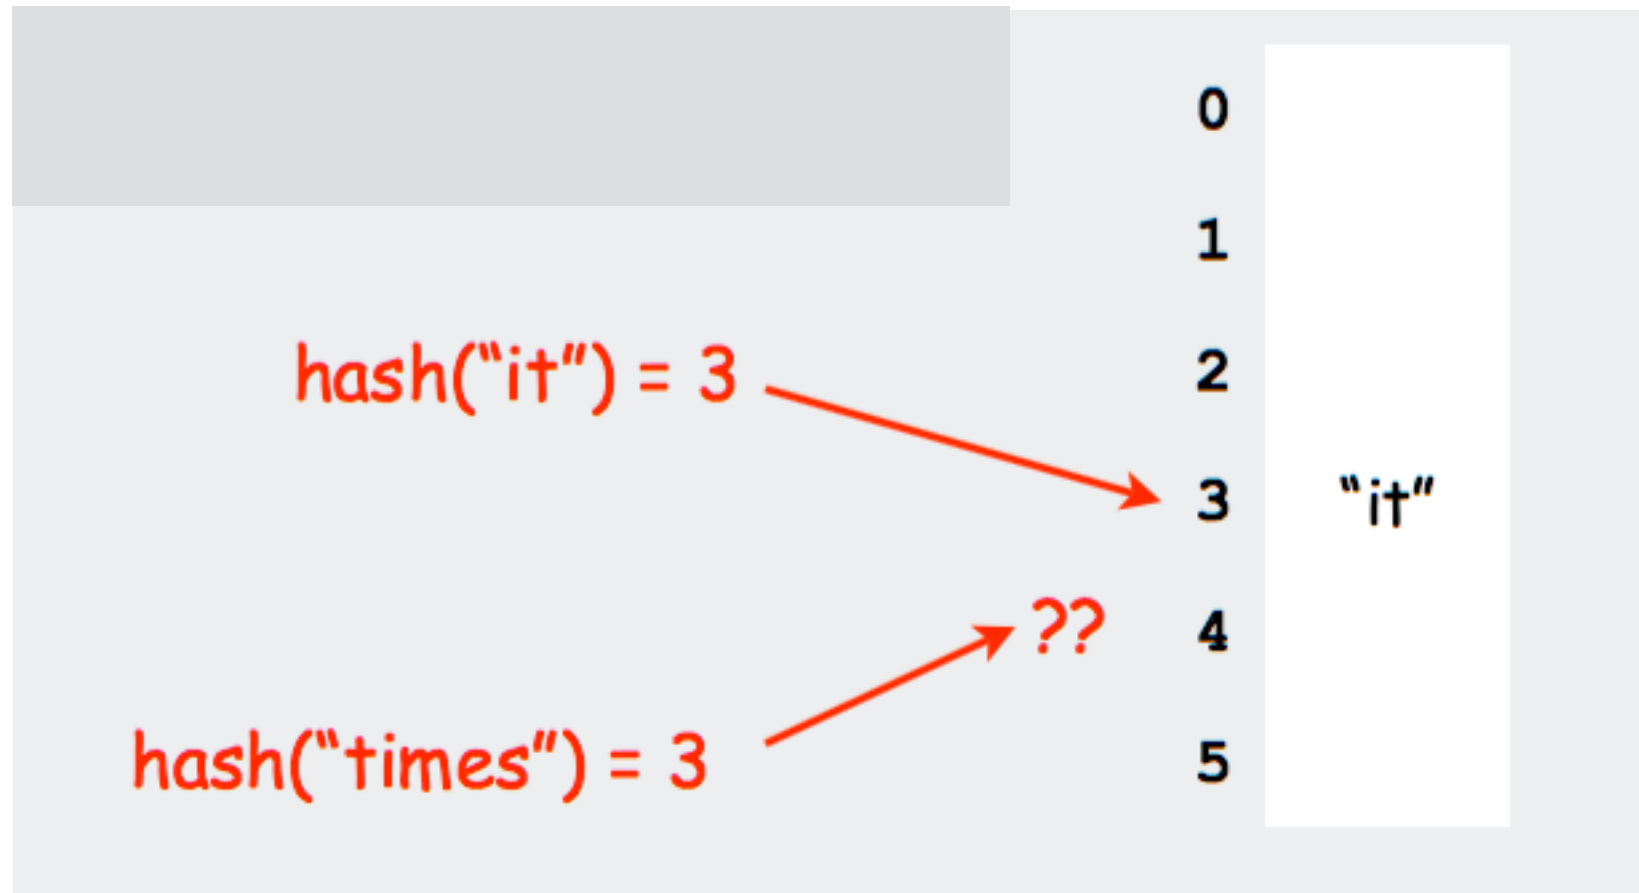 0
1
hash(“it”) = 3
2
3 “it”
?? 4
hash(“times”) = 3
5